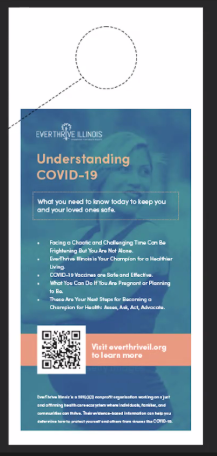 EVERTHRIVE ILLINOIS
Understanding
COVID-19
What you need to know today to keep you
and your loved ones safe.
Facing a Chaotic and Challenging Time Can Be
Frightening But You Are Not Alone.
EverThrive Illinois is Your Champion for a Healthier
Living.
COVID-19 Vaccines are Safe and Effective.
What You Can Do If You Are Pregnant or Planning
to Be.
These Are Your Next Steps for Becoming a
Champion for Health: Assess, Ask, Act, Advocate.
Visit everthriveil.org
to learn more
EverThrive Illinois is a 501(c)(3) nonprofit organization working on a just
and affirming health care ecosystem where individuals, families, and
communities can thrive. Their evidence-based information can help you
determine how to protect yourself and others from viruses like COVID-19.